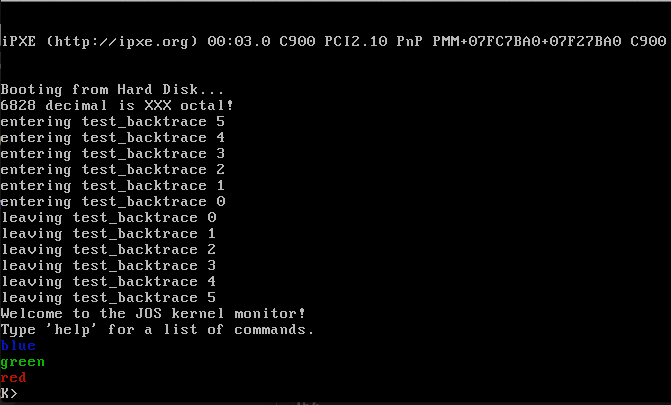 iPXE (http://ipxe.org) 00:03.0 C900 PCI2.10 PnP PMM+07FC7BA0+07F27BA0 C900
Booting from Hard Disk...
6828 decimal is XXX octal!
entering test_backtrace 5
entering test_backtrace 4
entering test_backtrace 3
entering test_backtrace 2
entering test_backtrace 1
entering test_backtrace 0
leaving test_backtrace 0
leaving test_backtrace 1
leaving test_backtrace 2
leaving test_backtrace 3
leaving test_backtrace 4
leaving test_backtrace 5
Welcome to the JOS kernel monitor!
Type 'help' for a list of commands.
blue
green
red
K>